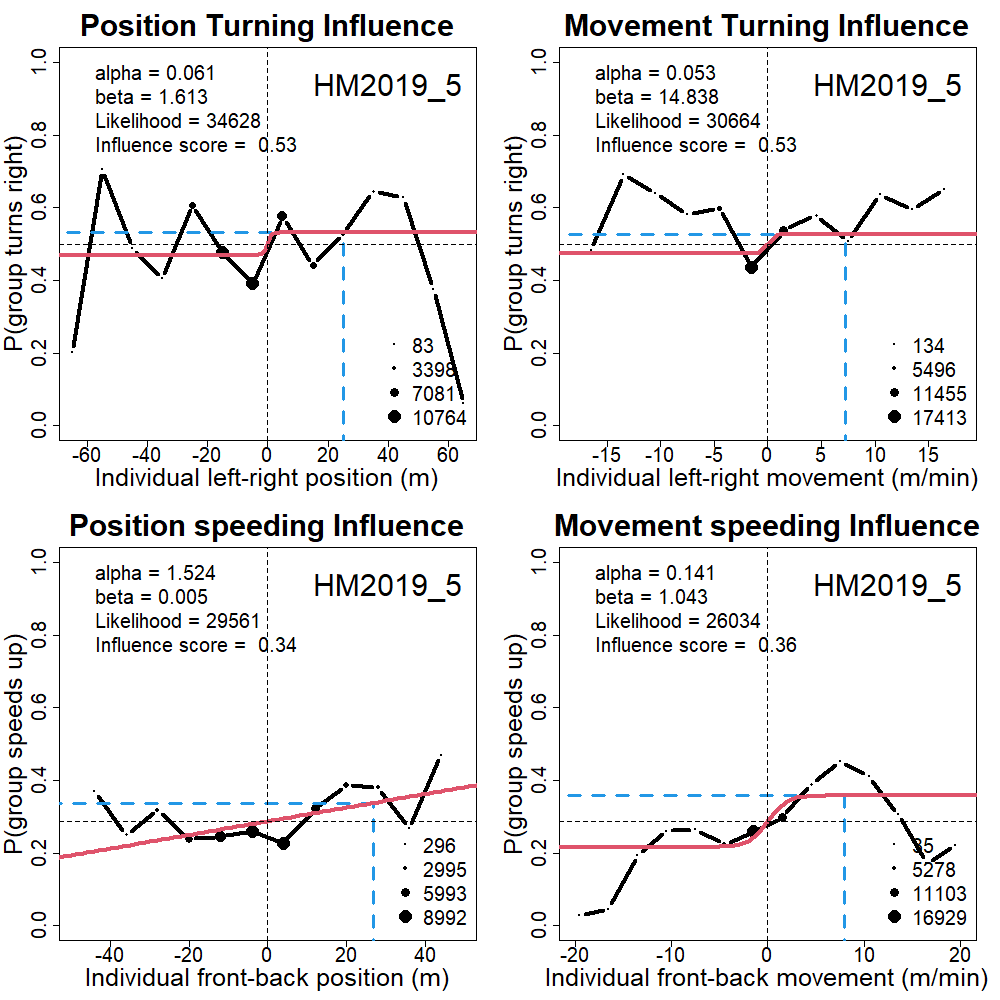 Position Turning Influence
alpha = 0.061
beta = 1.613
Likelihood = 34628
Influence score = 0.53
HM2019_5
P(group turns right)
0.0
0.2
0.4
0.6
0.8
1.0
83
3398
7081
10764
-60
-40
-20
0
20
40
60
Individual left-right position (m)
Movement Turning Influence
alpha = 0.053
beta = 14.838
Likelihood = 30664
Influence score = 0.53
HM2019_5
P(group turns right)
0.0
0.2
0.4
0.6
0.8
1.0
134
5496
11455
17413
-15
-10
-5
0
5
10
15
Individual left-right movement (m/min)
Position speeding Influence
alpha = 1.524
beta = 0.005
Likelihood = 29561
Influence score = 0.34
HM2019_5
P(group speeds up)
0.0
0.2
0.4
0.6
0.8
1.0
296
2995
5993
8992
-40
-20
0
20
40
Individual front-back position (m)
Movement speeding Influence
alpha = 0.141
beta = 1.043
Likelihood = 26034
Influence score = 0.36
HM2019_5
P(group speeds up)
0.0
0.2
0.4
0.6
0.8
1.0
35
5278
11103
16929
-20
-10
0
10
20
Individual front-back movement (m/min)